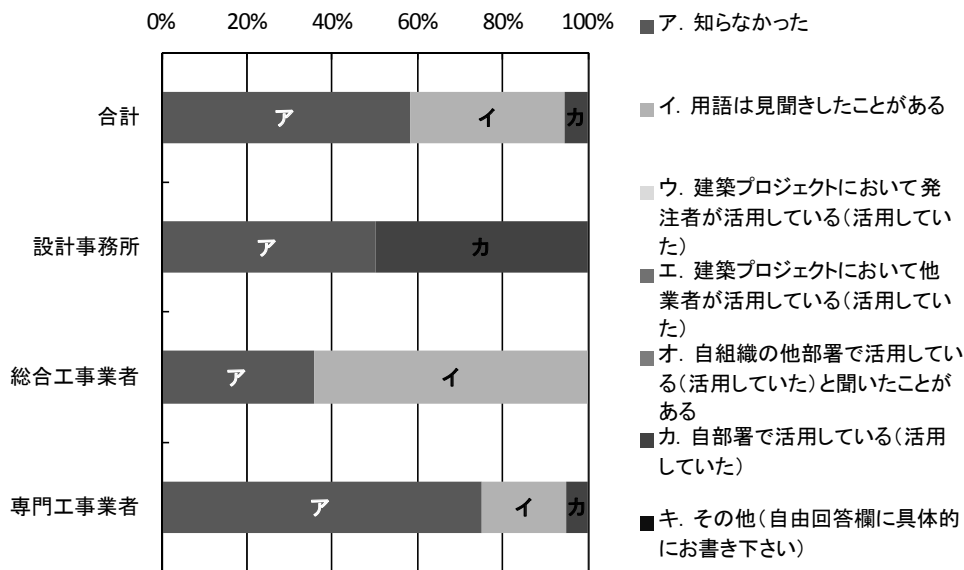 0% 20% 40% 60% 80% 100%
合計
ア イ カ
設計事務所
ア カ
総合工事業者
ア イ
専門工事業者
ア イ カ
ア. 知らなかった
イ. 用語は見聞きしたことがある
ウ. 建築プロジェクトにおいて発
注者が活用している(活用してい
た)
エ. 建築プロジェクトにおいて他
業者が活用している(活用してい
た)
オ. 自組織の他部署で活用してい
る(活用していた)と聞いたことが
ある
カ. 自部署で活用している(活用
していた)
キ. その他(自由回答欄に具体的
にお書き下さい)